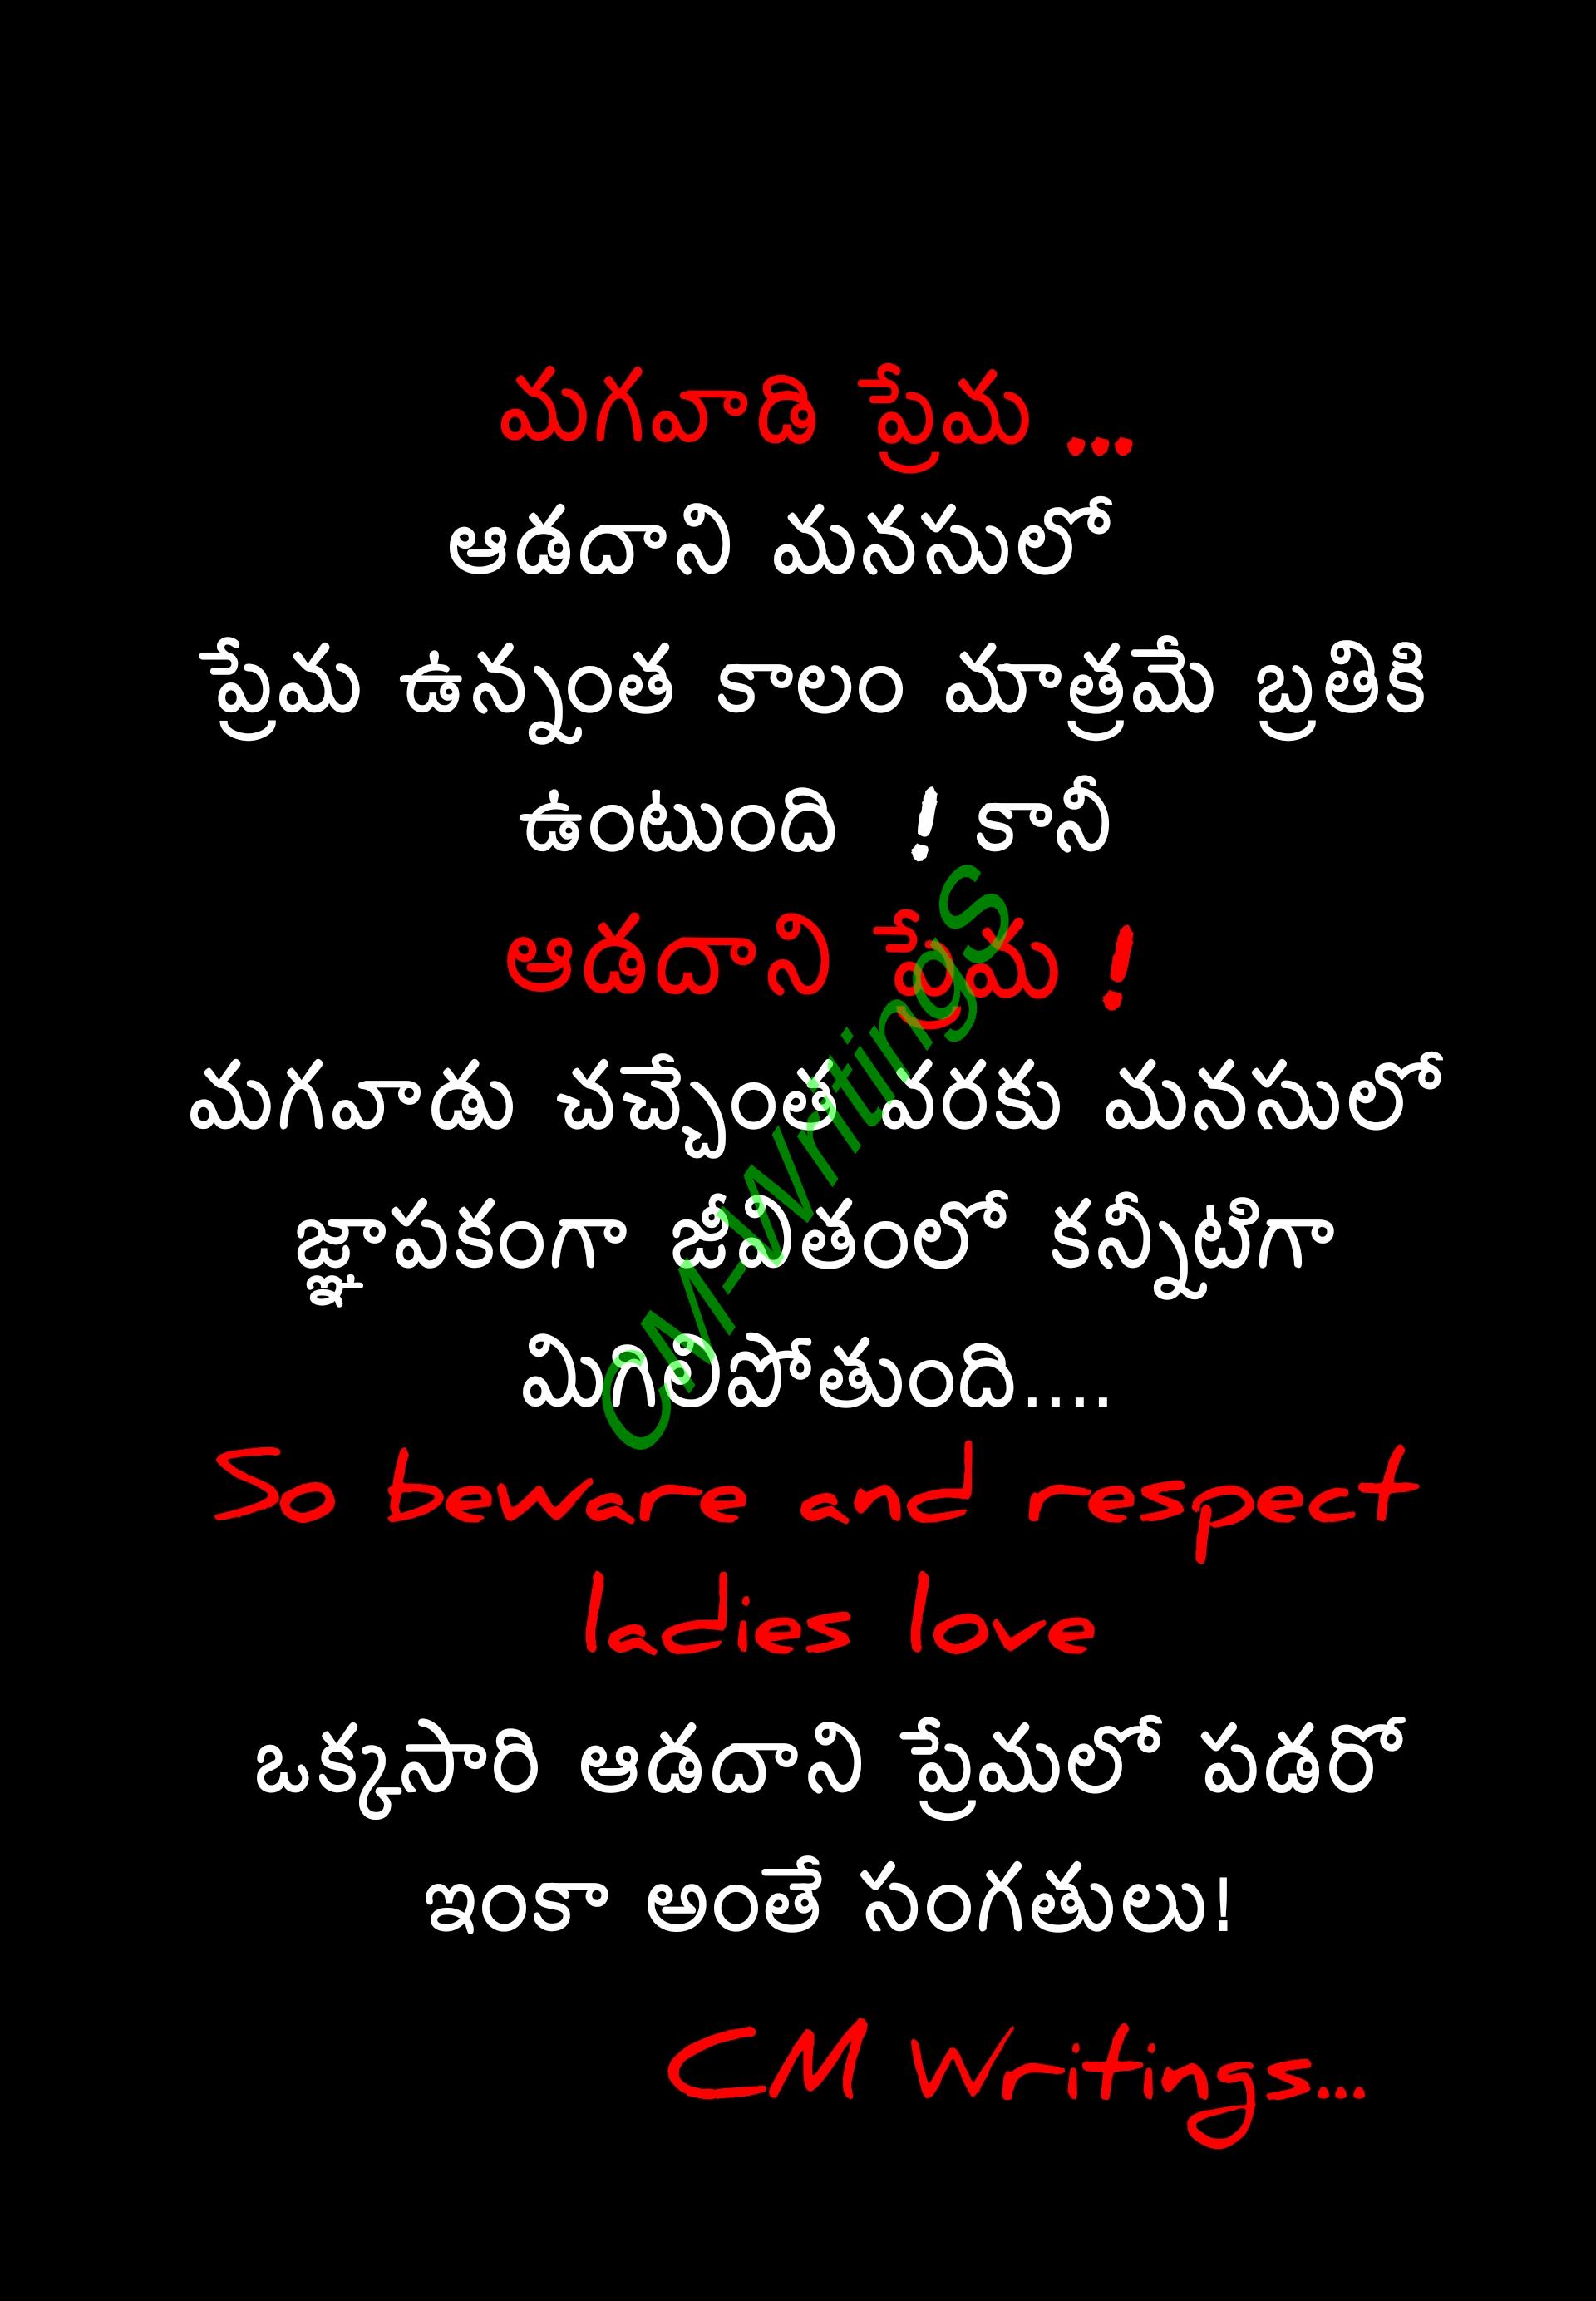 మగవాడి ప్రేమ ...
ఆడదాని మనసులో
ప్రేమ ఉన్నంత కాలం మాత్రమే బ్రతికి
ఉంటుంది ! కానీ
ఆడదాని ప్రేమ !
మగవాడు చచ్చేంత వరకు మనసులో
జ్ఞాపకంగా జీవితంలో కన్నీటిగా
మిగిలిపోతుంది....
CM Writings
So beware and respect
ladies love
ఒక్కసారి ఆడదాని ప్రేమలో పడరో
ఇంకా అంతే సంగతులు!
CM Writings...